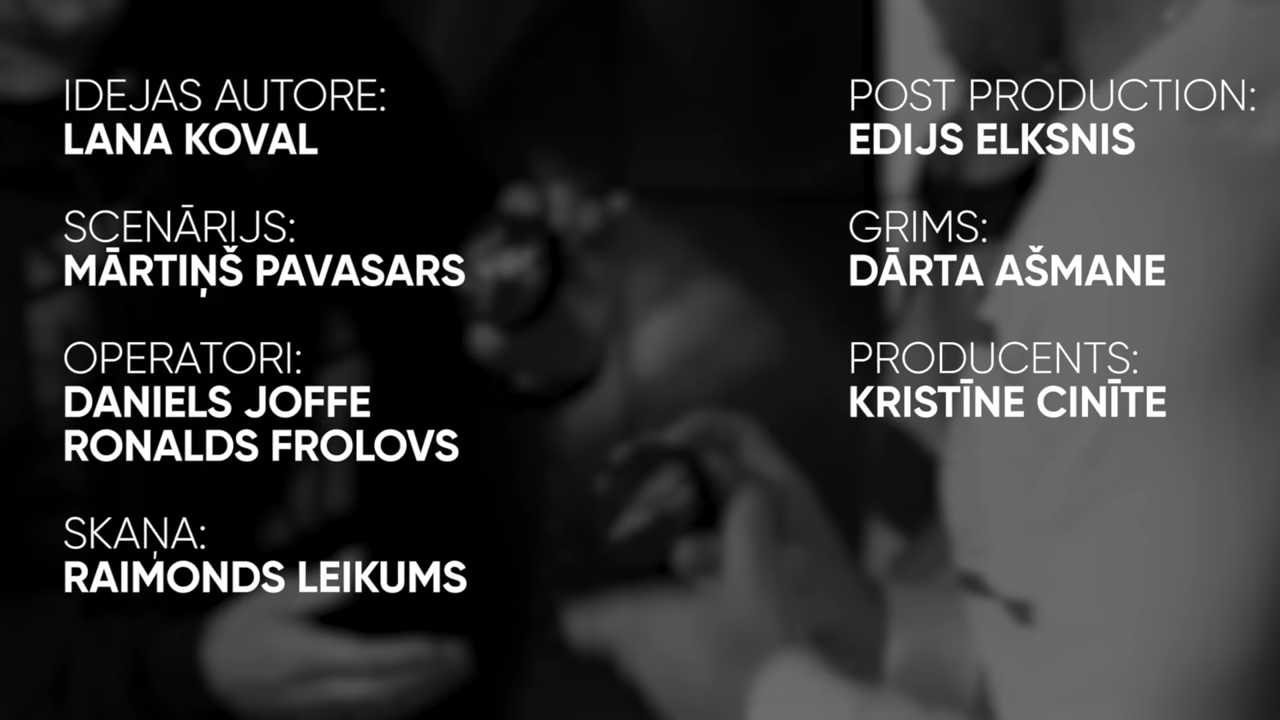 IDEJAS AUTORE:
LANA KOVAL
SCENĀRIJS:
MĀRTIŅŠ PAVASARS
OPERATORI:
DANIELS JOFFE
RONALDS FROLOVS
SKAŅA:
RAIMONDS LEIKUMS
POST PRODUCTION:
EDIJS ELKSNIS
GRIMS:
DĀRTA AŠMANE
PRODUCENTS:
KRISTĪNE CINĪTE